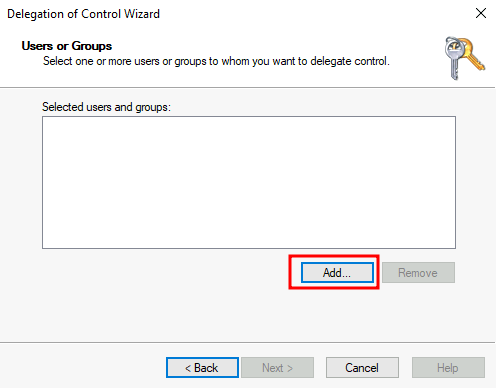 Delegation of Control Wizard
Users or Groups
Select one or more users or groups to whom you want to delegate control.
Selected users and groups:
Add...
Remove
< Back
Next >
Cancel
Help